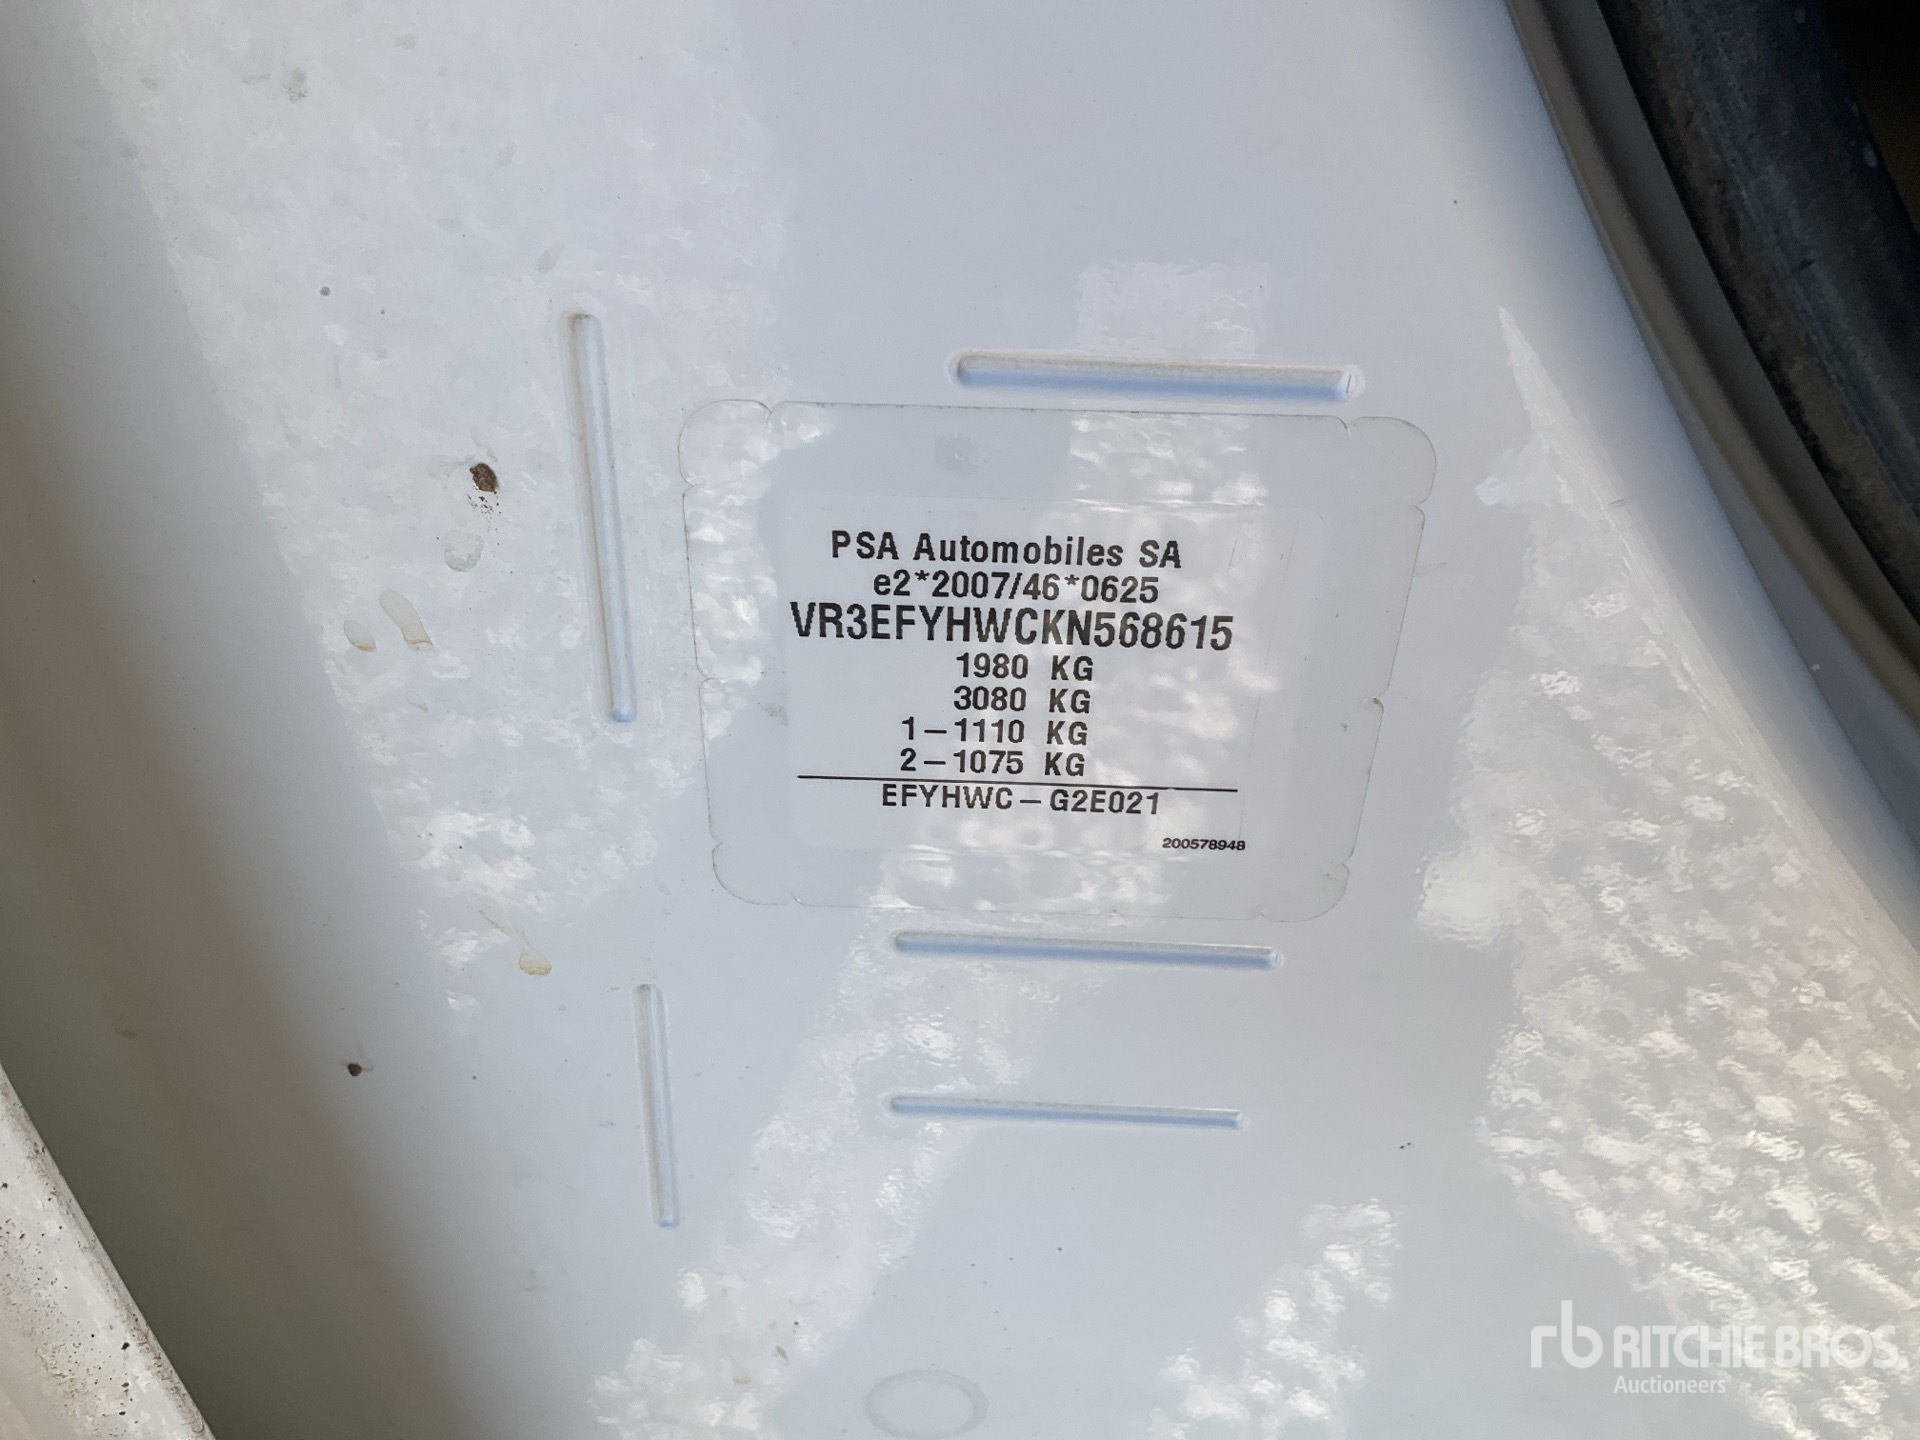 PSA Automobiles SA
e2*2007/46*0625
VR3EFYHWCKN568615
1980 KG
3080 KG
1-1110 KG
2-1075 KG
EFYHWC-G2E021
200578948
rb RITCHIE BROS.
Auctioneers